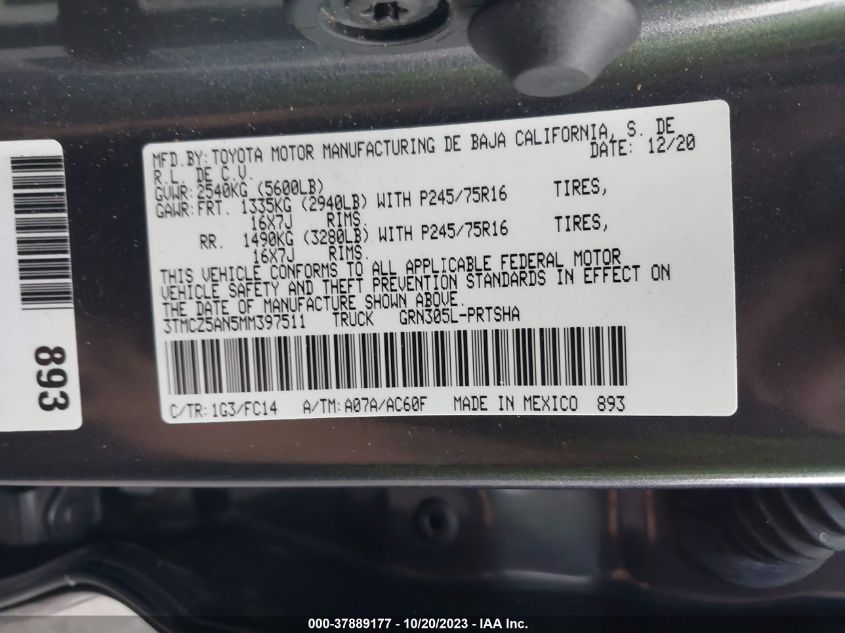 MFD.BY:TOYOTA MOTOR MANUFACTURING DE BAJA CALIFORNIA, S. DE
R.L. DE C.V. DATE: 12/20
GVWR:2540KG (5600LB)
GAWR:FRT. 1335KG (2940LB) WITH P245/75R16 TIRES,
16X7J RIMS.
RR. 1490KG (3280LB) WITH P245/75R16 TIRES,
16X7J RIMS.
THIS VEHICLE CONFORMS TO ALL APPLICABLE FEDERAL MOTOR
VEHICLE SAFETY AND THEFT PREVENTION STANDARDS IN EFFECT ON
THE DATE OF MANUFACTURE SHOWN ABOVE.
3TMCZ5AN5MM397511 TRUCK GRN305L-PRTSHA
C/TR:1G3/FC14 A/TM:A07A/AC60F MADE IN MEXICO 893
893
000-37889177 - 10/20/2023 - IAA Inc.